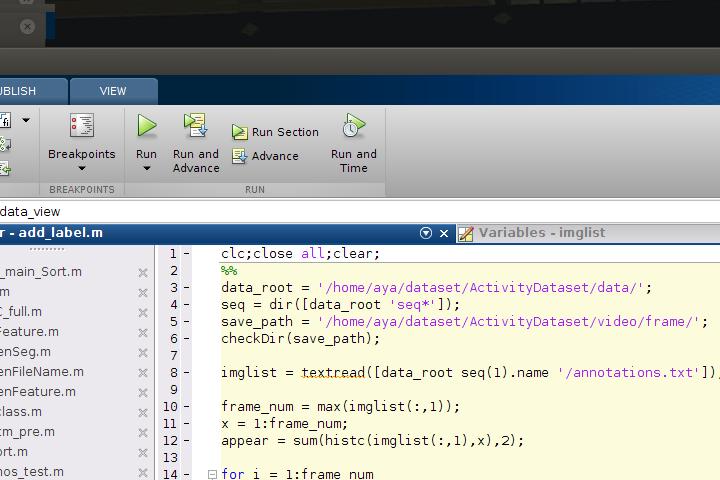 UBLISH VIEW
fi
Breakpoints Run Run and Advance Run Section Advance Run and Time
BREAKPOINTS RUN
data_view
r - add_label.m Variables - imglist
_main_Sort.m
m
_full.m
Feature.m
enSeg.m
enFileName.m
enFeature.m
class.m
tm_pre.m
ort.m
nos_test.m
1 - clc;close all;clear;
2 %%
3 - data_root = '/home/aya/dataset/ActivityDataset/data/';
4 - seq = dir([data_root 'seq*']);
5 - save_path = '/home/aya/dataset/ActivityDataset/video/frame/';
6 - checkDir(save_path);
7
8 - imglist = textread([data_root seq(1).name '/annotations.txt']),
9
10 - frame_num = max(imglist(:,1));
11 - x = 1:frame_num;
12 - appear = sum(histc(imglist(:,1),x),2);
13
14 - for i = 1:frame_num